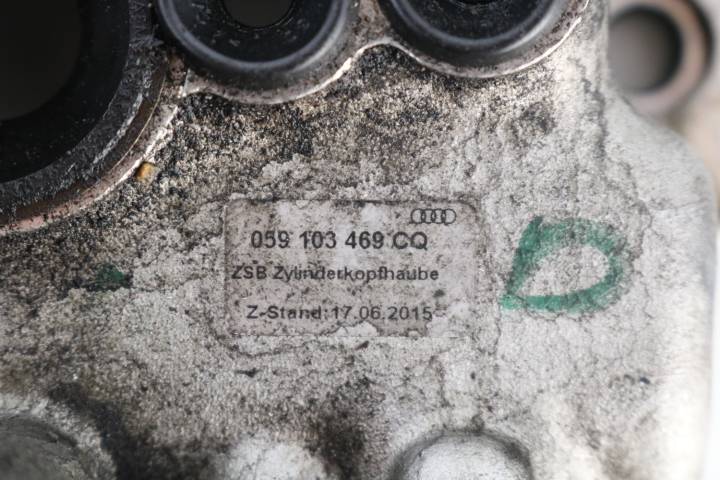 059 103 469 CQ
ZSB Zylinderkopfhaube
Z-Stand:17.06.2015
D